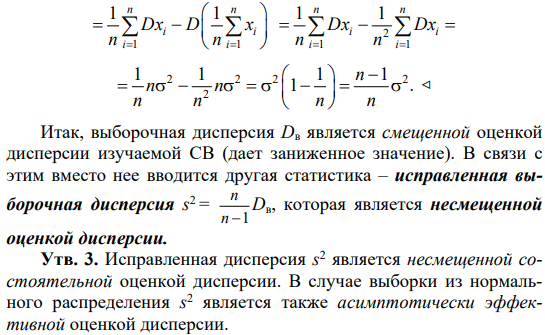 = 1/n ∑_{i=1}^{n} Dx_i − D( 1/n ∑_{i=1}^{n} x_i ) = 1/n ∑_{i=1}^{n} Dx_i − 1/n² ∑_{i=1}^{n} Dx_i =
= 1/n nσ² − 1/n² nσ² = σ²( 1 − 1/n ) = (n−1)/n σ². ◁
Итак, выборочная дисперсия Dв является смещенной оценкой
дисперсии изучаемой СВ (дает заниженное значение). В связи с
этим вместо нее вводится другая статистика – исправленная вы-
борочная дисперсия s² = n/(n−1) Dв, которая является несмещенной
оценкой дисперсии.
Утв. 3. Исправленная дисперсия s² является несмещенной со-
стоятельной оценкой дисперсии. В случае выборки из нормаль-
ного распределения s² является также асимптотически эффек-
тивной оценкой дисперсии.